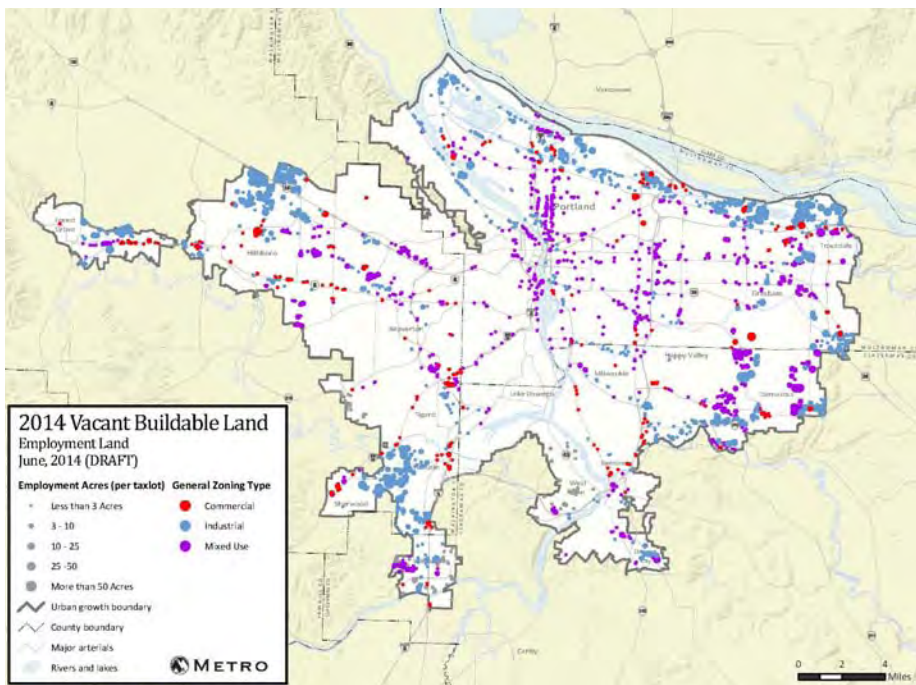 Vancouver
Portland
Forest
Grove
Hillsboro
Troutdale
Gresham
Beaverton
Happy Valley
Milwaukie
Lake Oswego
Damascus
Tigard
Sherwood
West
Canby
2014 Vacant Buildable Land
Employment Land
June, 2014 (DRAFT)
Employment Acres (per taxlot) General Zoning Type
Less than 3 Acres
Commercial
3 - 10
Industrial
10 - 25
Mixed Use
25 -50
More than 50 Acres
Urban growth boundary
County boundary
Major arterials
Rivers and lakes
METRO
0 2 4
Miles